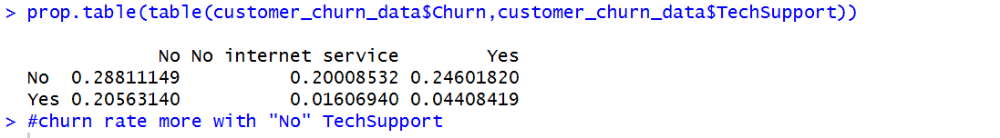 > prop.table(table(customer_churn_data$Churn,customer_churn_data$TechSupport))
No No internet service Yes
No 0.28811149 0.20008532 0.24601820
Yes 0.20563140 0.01606940 0.04408419
> #churn rate more with "No" TechSupport